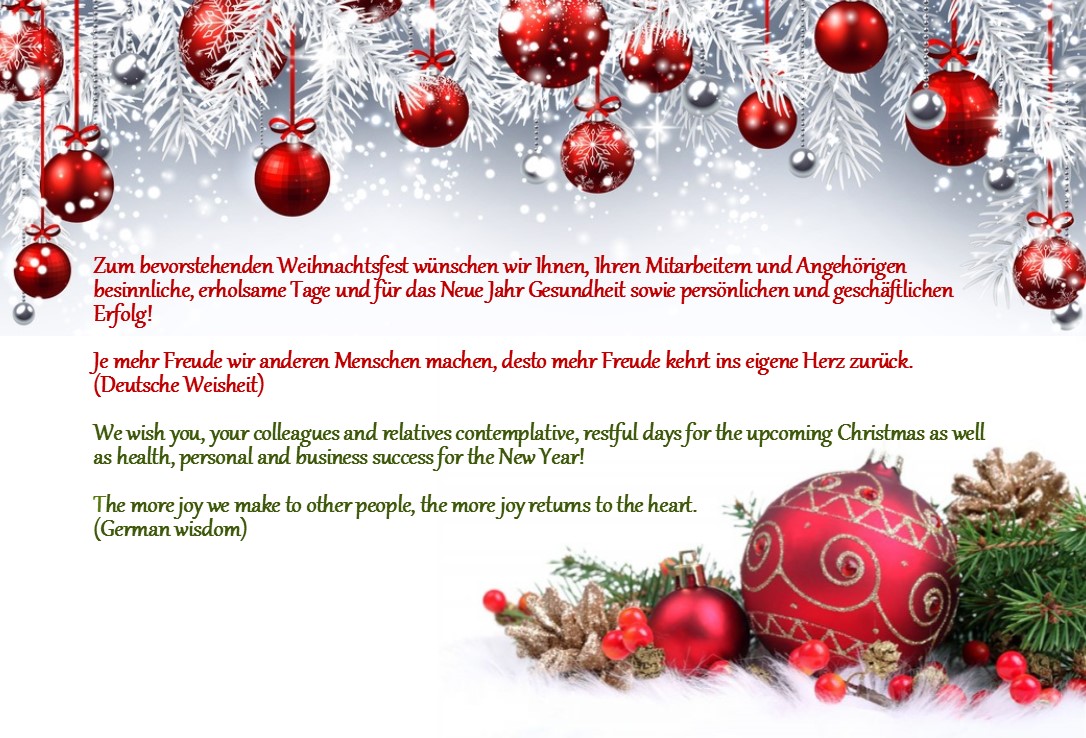 Zum bevorstehenden Weihnachtsfest wünschen wir Ihnen, Ihren Mitarbeitern und Angehörigen
besinnliche, erholsame Tage und für das Neue Jahr Gesundheit sowie persönlichen und geschäftlichen
Erfolg!
Je mehr Freude wir anderen Menschen machen, desto mehr Freude kehrt ins eigene Herz zurück.
(Deutsche Weisheit)
We wish you, your colleagues and relatives contemplative, restful days for the upcoming Christmas as well
as health, personal and business success for the New Year!
The more joy we make to other people, the more joy returns to the heart.
(German wisdom)